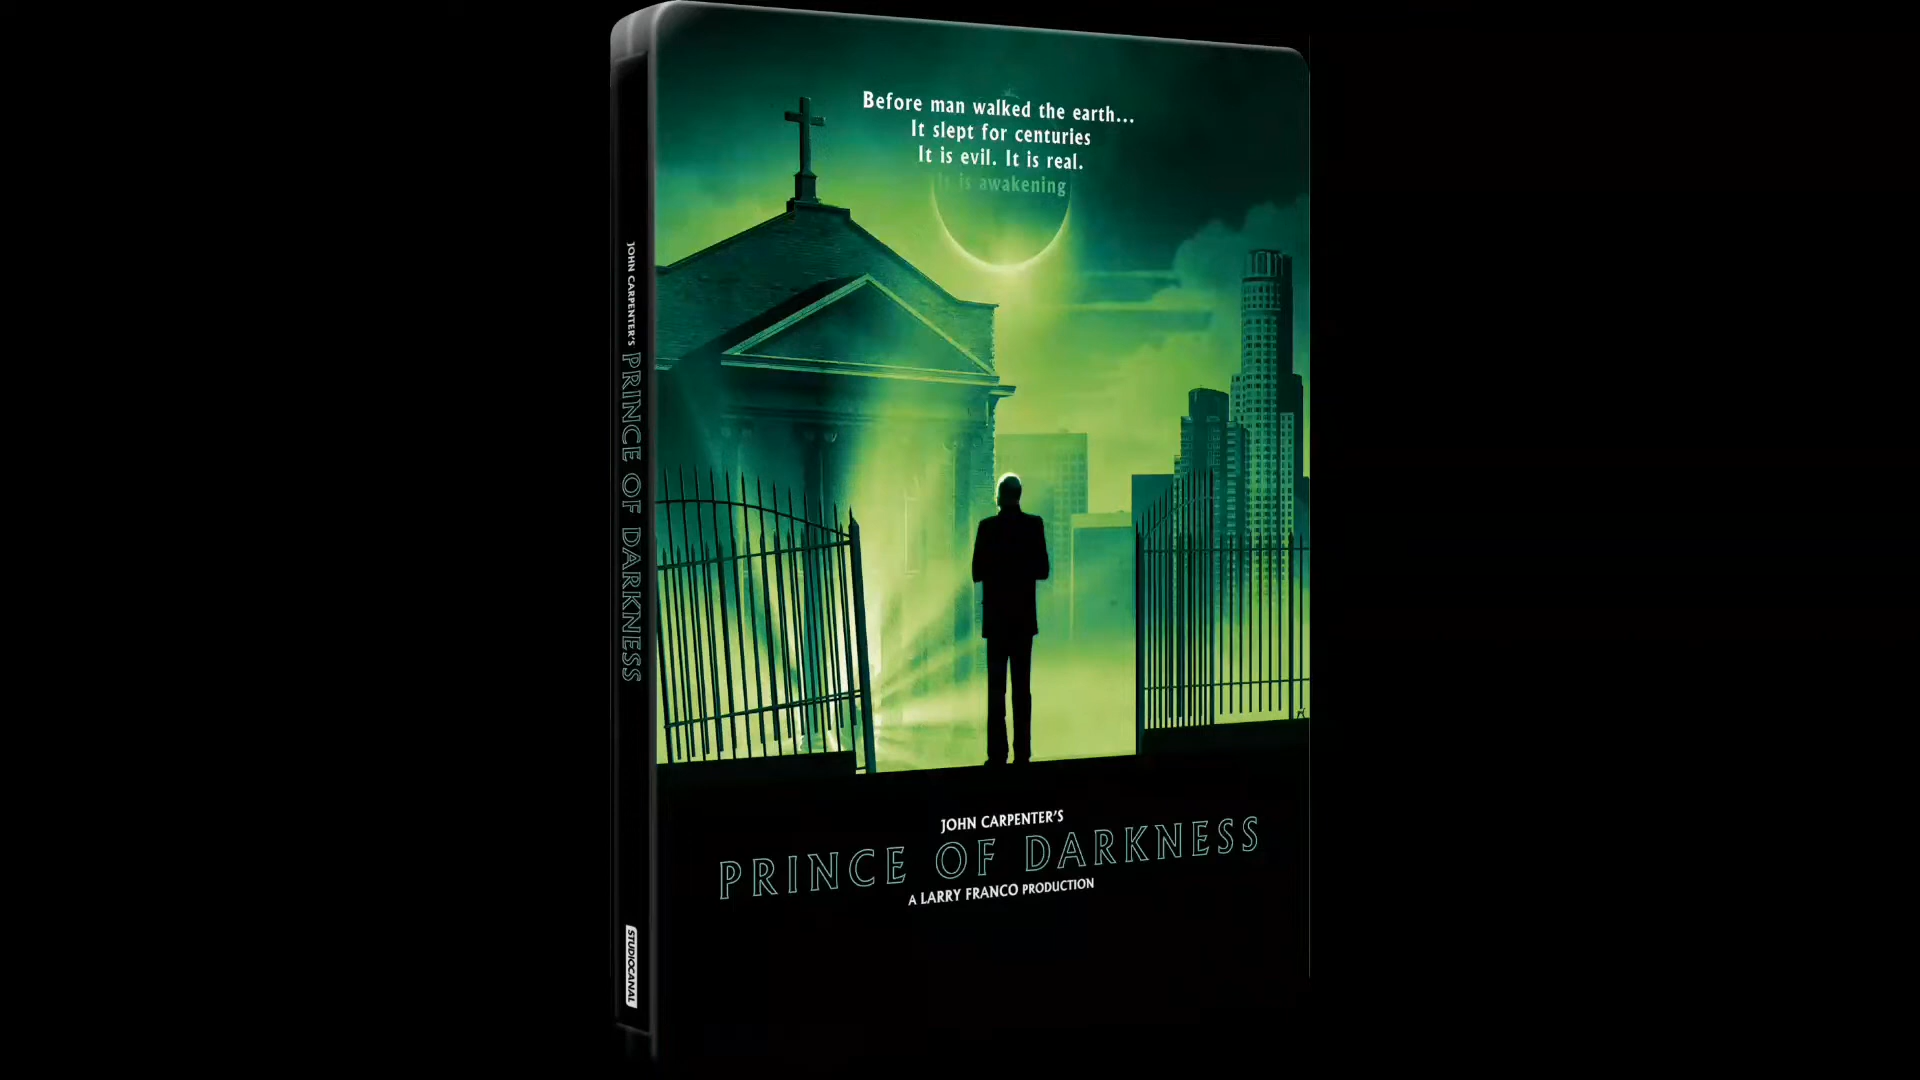 Before man walked the earth...
It slept for centuries
It is evil. It is real.
It is awakening
JOHN CARPENTER'S
PRINCE OF DARKNESS
A LARRY FRANCO PRODUCTION
JOHN CARPENTER'S PRINCE OF DARKNESS
STUDIOCANAL